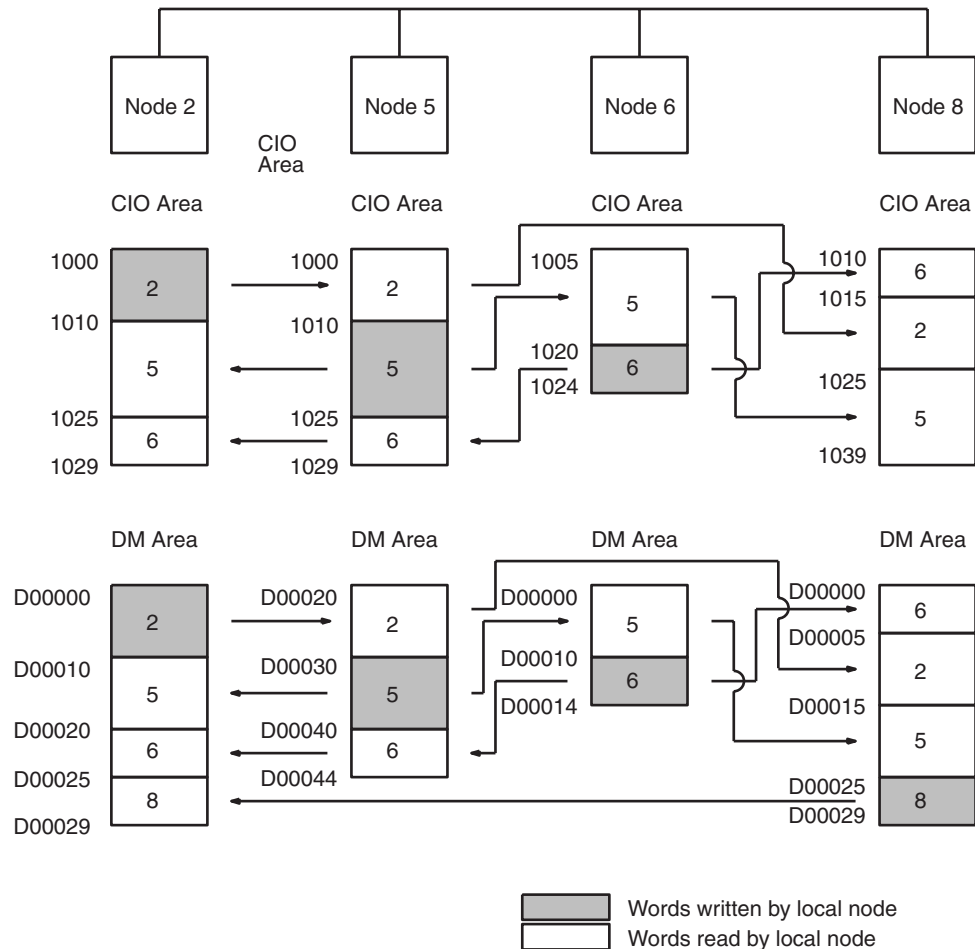 Node 2 Node 5 Node 6 Node 8
CIO
Area
CIO Area CIO Area CIO Area CIO Area
1000 1000 1005 1010
2 2 5 6
1010 1010 1015
2
5 5 1020 6 1024
1025 1025 1025
6 6 5
1029 1029 1039
DM Area DM Area DM Area DM Area
D00000 D00020 D00000 D00000
2 2 5 6
D00010 D00030 D00010 D00005
5 5 6 2
D00014 D00015
D00020 D00040
6 6 5
D00025 D00044 D00025
8 8
D00029 D00029
Words written by local node
Words read by local node